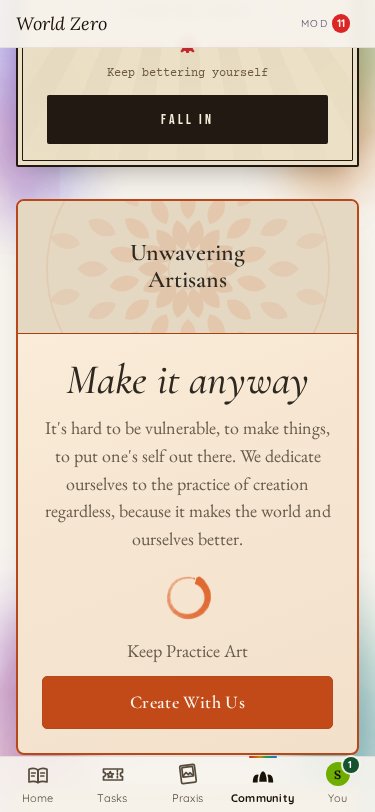 World Zero
MOD 11
Keep bettering yourself
FALL IN
Unwavering
Artisans
Make it anyway
It's hard to be vulnerable, to make things,
to put one's self out there. We dedicate
ourselves to the practice of creation
regardless, because it makes the world and
ourselves better.
Keep Practice Art
Create With Us
S 1
Home Tasks Praxis Community You